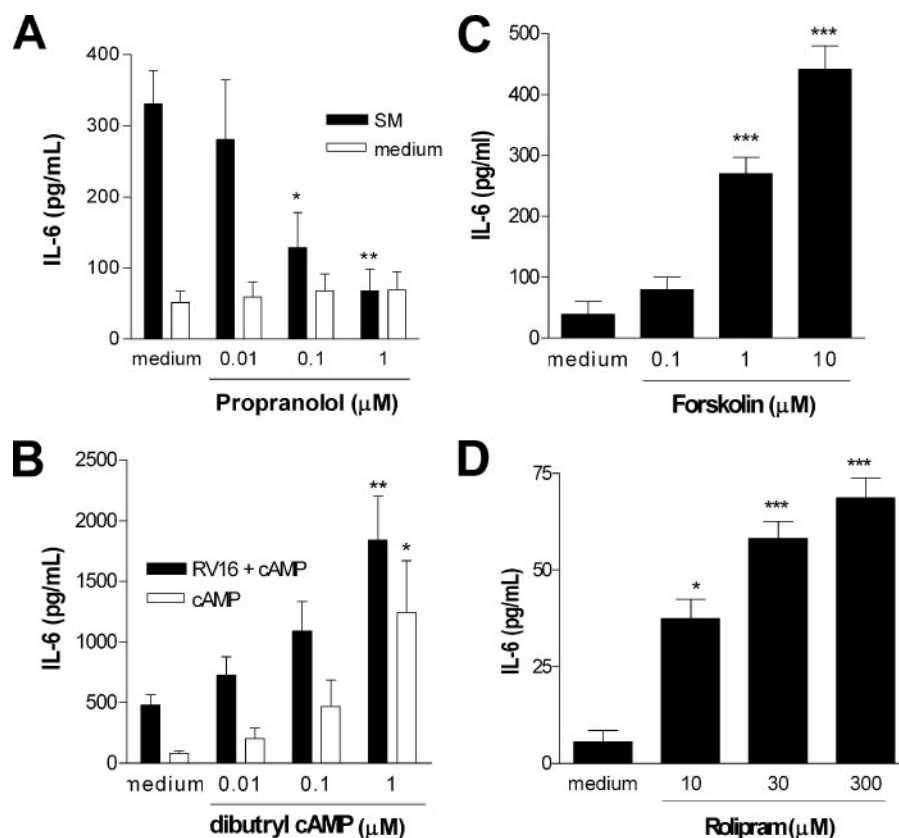 A
400
300
200
100
0
IL-6 (pg/mL)
SM
medium
*
**
medium 0.01 0.1 1
Propranolol (μM)
B
2500
2000
1500
1000
500
0
IL-6 (pg/mL)
RV16 + cAMP
cAMP
**
*
medium 0.01 0.1 1
dibutryl cAMP (μM)
C
500
400
300
200
100
0
IL-6 (pg/ml)
***
***
medium 0.1 1 10
Forskolin (μM)
D
75
50
25
0
IL-6 (pg/mL)
*
***
***
medium 10 30 300
Rolipram (μM)